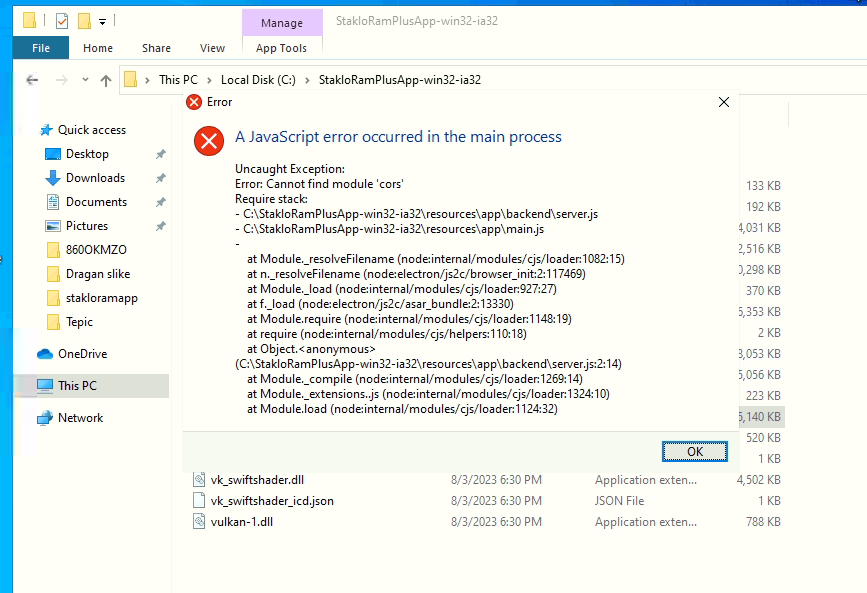 Manage
StakloRamPlusApp-win32-ia32
File
Home
Share
View
App Tools
This PC
Local Disk (C:)
StakloRamPlusApp-win32-ia32
Error
A JavaScript error occurred in the main process
Uncaught Exception:
Error: Cannot find module 'cors'
Require stack:
- C:\StakloRamPlusApp-win32-ia32\resources\app\backend\server.js
- C:\StakloRamPlusApp-win32-ia32\resources\app\main.js
-
at Module._resolveFilename (node:internal/modules/cjs/loader:1082:15)
at n._resolveFilename (node:electron/js2c/browser_init:2:117469)
at Module._load (node:internal/modules/cjs/loader:927:27)
at f._load (node:electron/js2c/asar_bundle:2:13330)
at Module.require (node:internal/modules/cjs/loader:1148:19)
at require (node:internal/modules/cjs/helpers:110:18)
at Object.<anonymous>
(C:\StakloRamPlusApp-win32-ia32\resources\app\backend\server.js:2:14)
at Module._compile (node:internal/modules/cjs/loader:1269:14)
at Module._extensions..js (node:internal/modules/cjs/loader:1324:10)
at Module.load (node:internal/modules/cjs/loader:1124:32)
OK
Quick access
Desktop
Downloads
Documents
Pictures
860OKMZO
Dragan slike
stakloramapp
Tepic
OneDrive
This PC
Network
133 KB
192 KB
4,031 KB
2,516 KB
0,298 KB
370 KB
5,353 KB
2 KB
3,053 KB
5,056 KB
223 KB
5,140 KB
520 KB
1 KB
vk_swiftshader.dll 8/3/2023 6:30 PM Application exten... 4,502 KB
vk_swiftshader_icd.json 8/3/2023 6:30 PM JSON File 1 KB
vulkan-1.dll 8/3/2023 6:30 PM Application exten... 788 KB